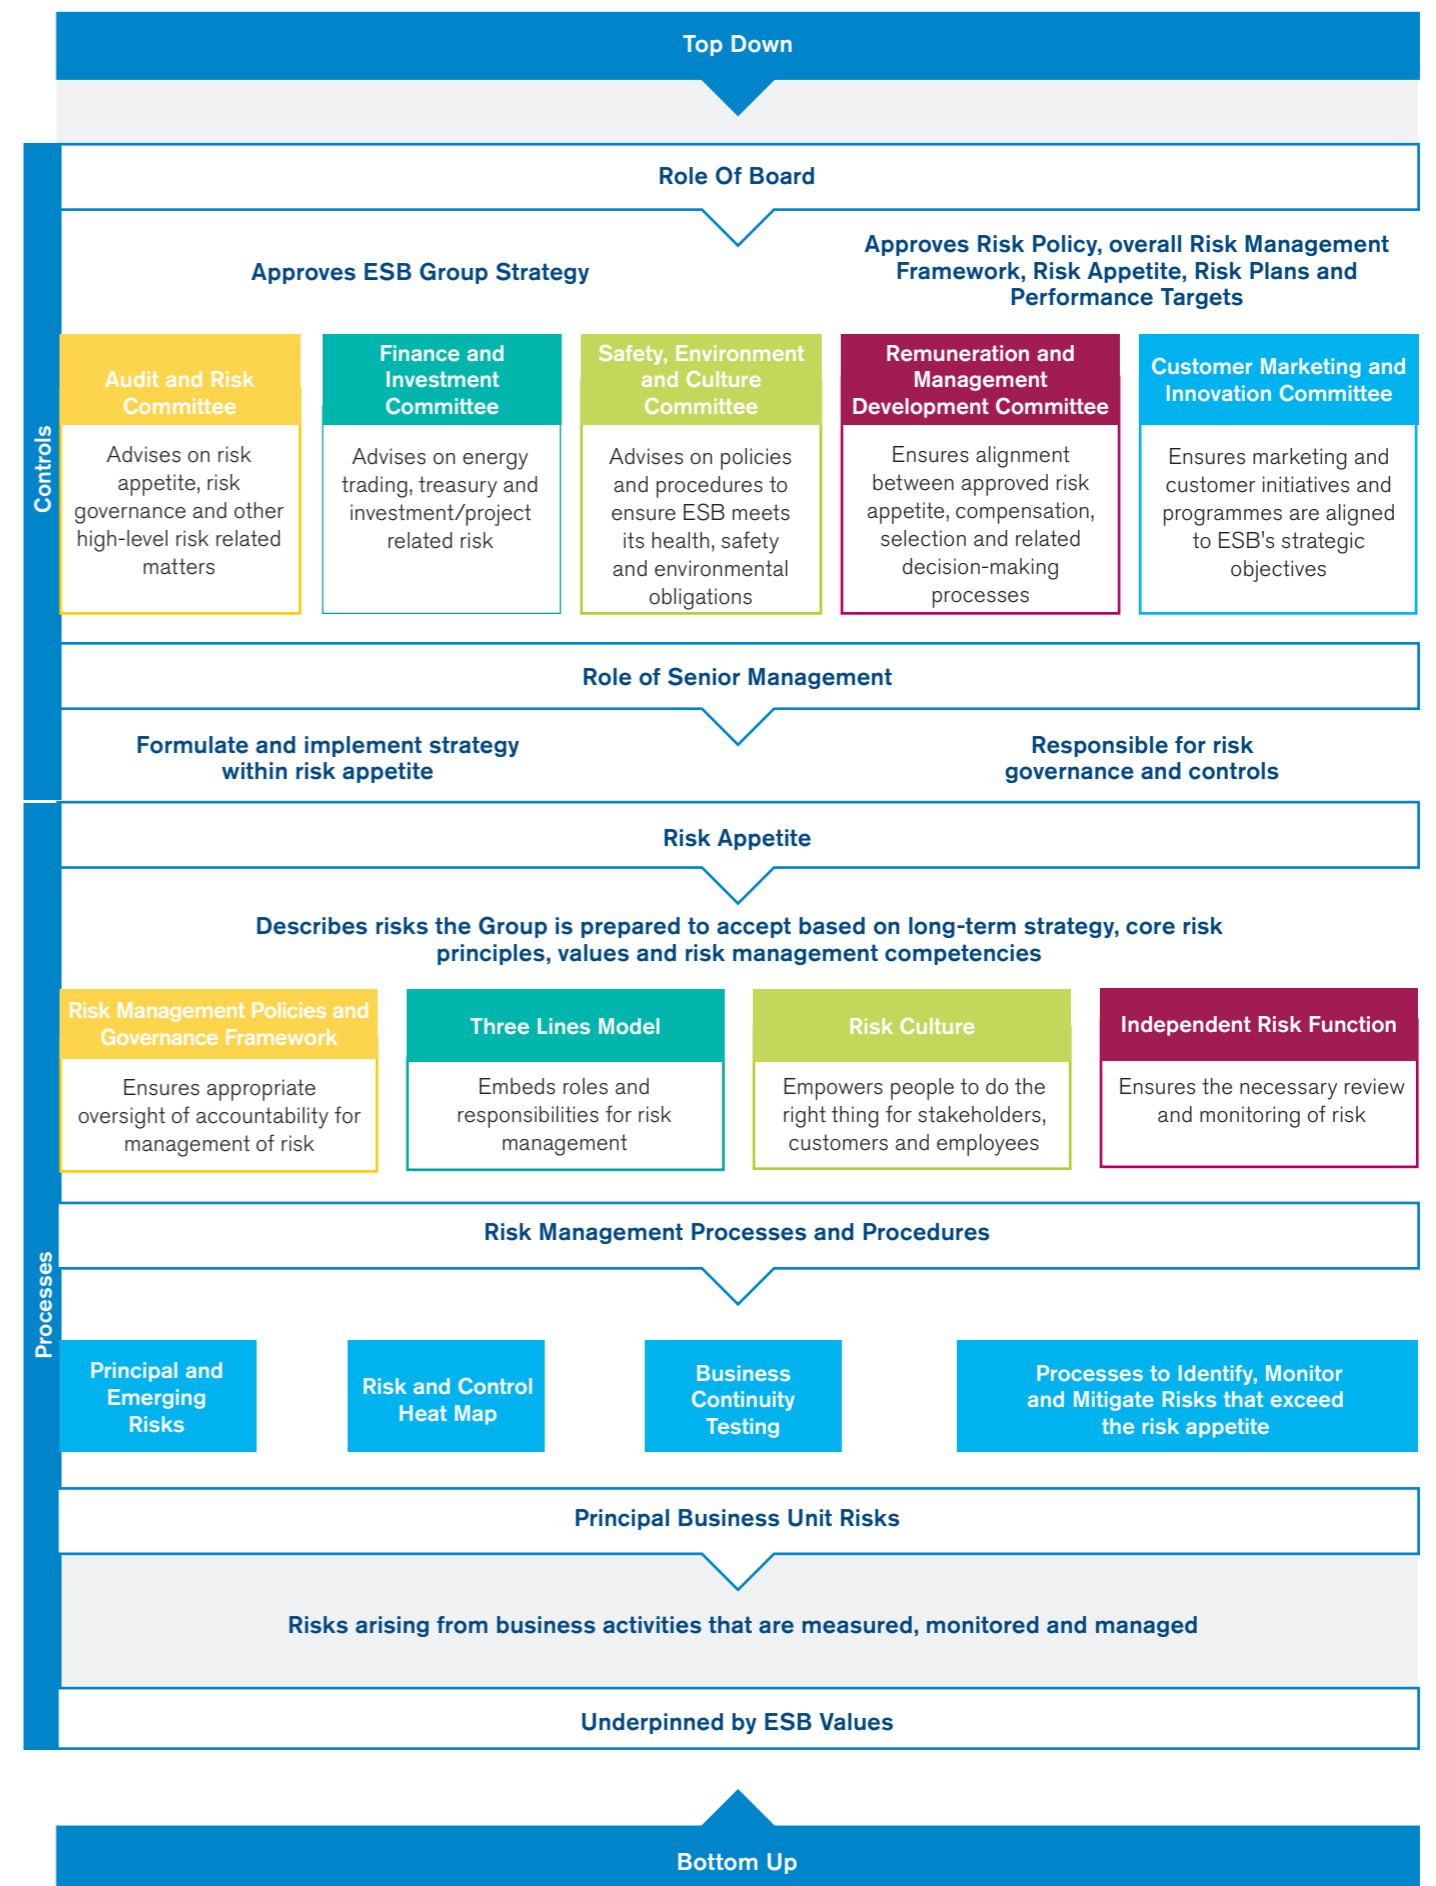 Top Down
Role Of Board
Approves ESB Group Strategy
Approves Risk Policy, overall Risk Management
Framework, Risk Appetite, Risk Plans and
Performance Targets
Controls
Audit and Risk
Committee
Advises on risk
appetite, risk
governance and other
high-level risk related
matters
Finance and
Investment
Committee
Advises on energy
trading, treasury and
investment/project
related risk
Safety, Environment
and Culture
Committee
Advises on policies
and procedures to
ensure ESB meets
its health, safety
and environmental
obligations
Remuneration and
Management
Development Committee
Ensures alignment
between approved risk
appetite, compensation,
selection and related
decision-making
processes
Customer Marketing and
Innovation Committee
Ensures marketing and
customer initiatives and
programmes are aligned
to ESB's strategic
objectives
Role of Senior Management
Formulate and implement strategy
within risk appetite
Responsible for risk
governance and controls
Risk Appetite
Describes risks the Group is prepared to accept based on long-term strategy, core risk
principles, values and risk management competencies
Processes
Risk Management Policies and
Governance Framework
Ensures appropriate
oversight of accountability for
management of risk
Three Lines Model
Embeds roles and
responsibilities for risk
management
Risk Culture
Empowers people to do the
right thing for stakeholders,
customers and employees
Independent Risk Function
Ensures the necessary review
and monitoring of risk
Risk Management Processes and Procedures
Principal and
Emerging
Risks
Risk and Control
Heat Map
Business
Continuity
Testing
Processes to Identify, Monitor
and Mitigate Risks that exceed
the risk appetite
Principal Business Unit Risks
Risks arising from business activities that are measured, monitored and managed
Underpinned by ESB Values
Bottom Up